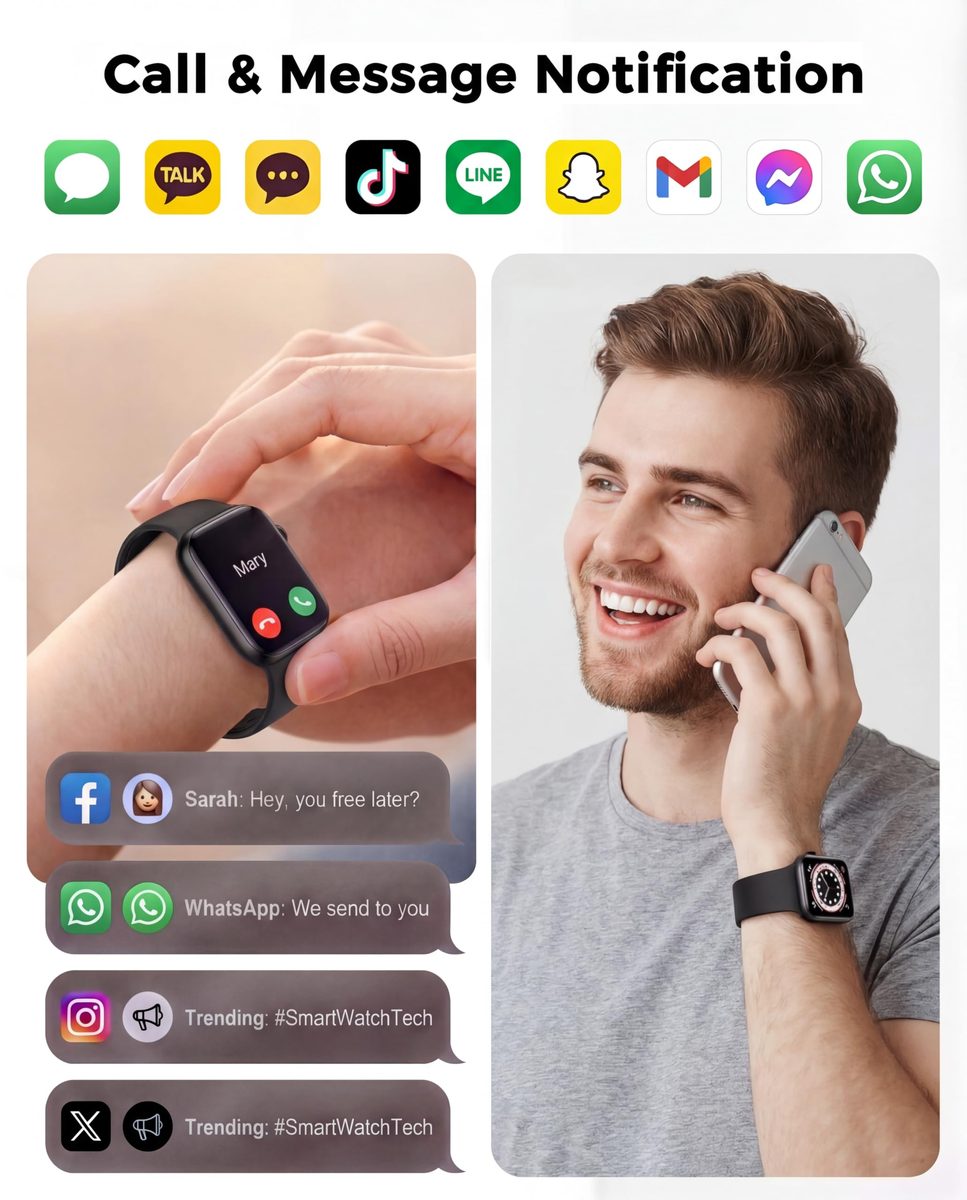 Call & Message Notification
TALK
LINE
Mary
Sarah: Hey, you free later?
WhatsApp: We send to you
Trending: #SmartWatchTech
Trending: #SmartWatchTech